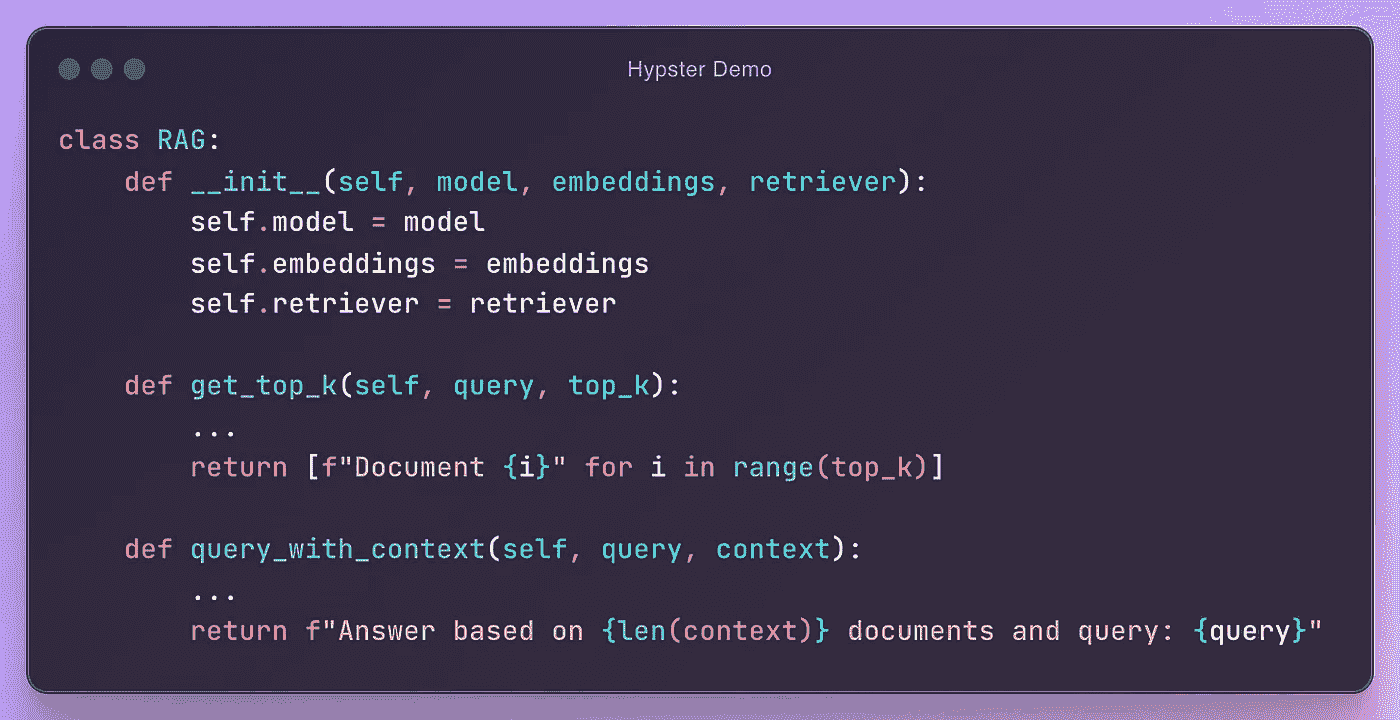 Hypster Demo
class RAG:
    def __init__(self, model, embeddings, retriever):
        self.model = model
        self.embeddings = embeddings
        self.retriever = retriever
    def get_top_k(self, query, top_k):
        ...
        return [f"Document {i}" for i in range(top_k)]
    def query_with_context(self, query, context):
        ...
        return f"Answer based on {len(context)} documents and query: {query}"